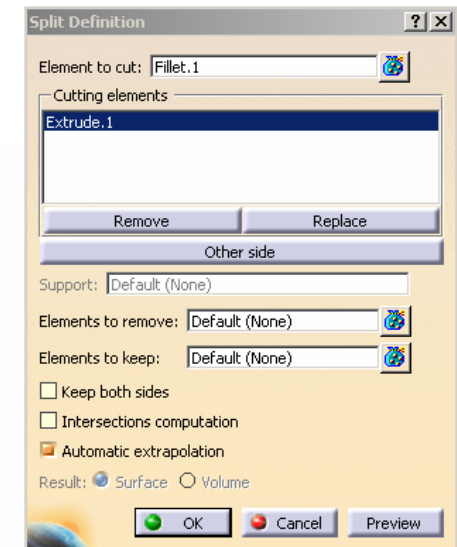 Split Definition
Element to cut: Fillet.1
Cutting elements
Extrude.1
Remove Replace
Other side
Support: Default (None)
Elements to remove: Default (None)
Elements to keep: Default (None)
Keep both sides
Intersections computation
Automatic extrapolation
Result: Surface Volume
OK Cancel Preview